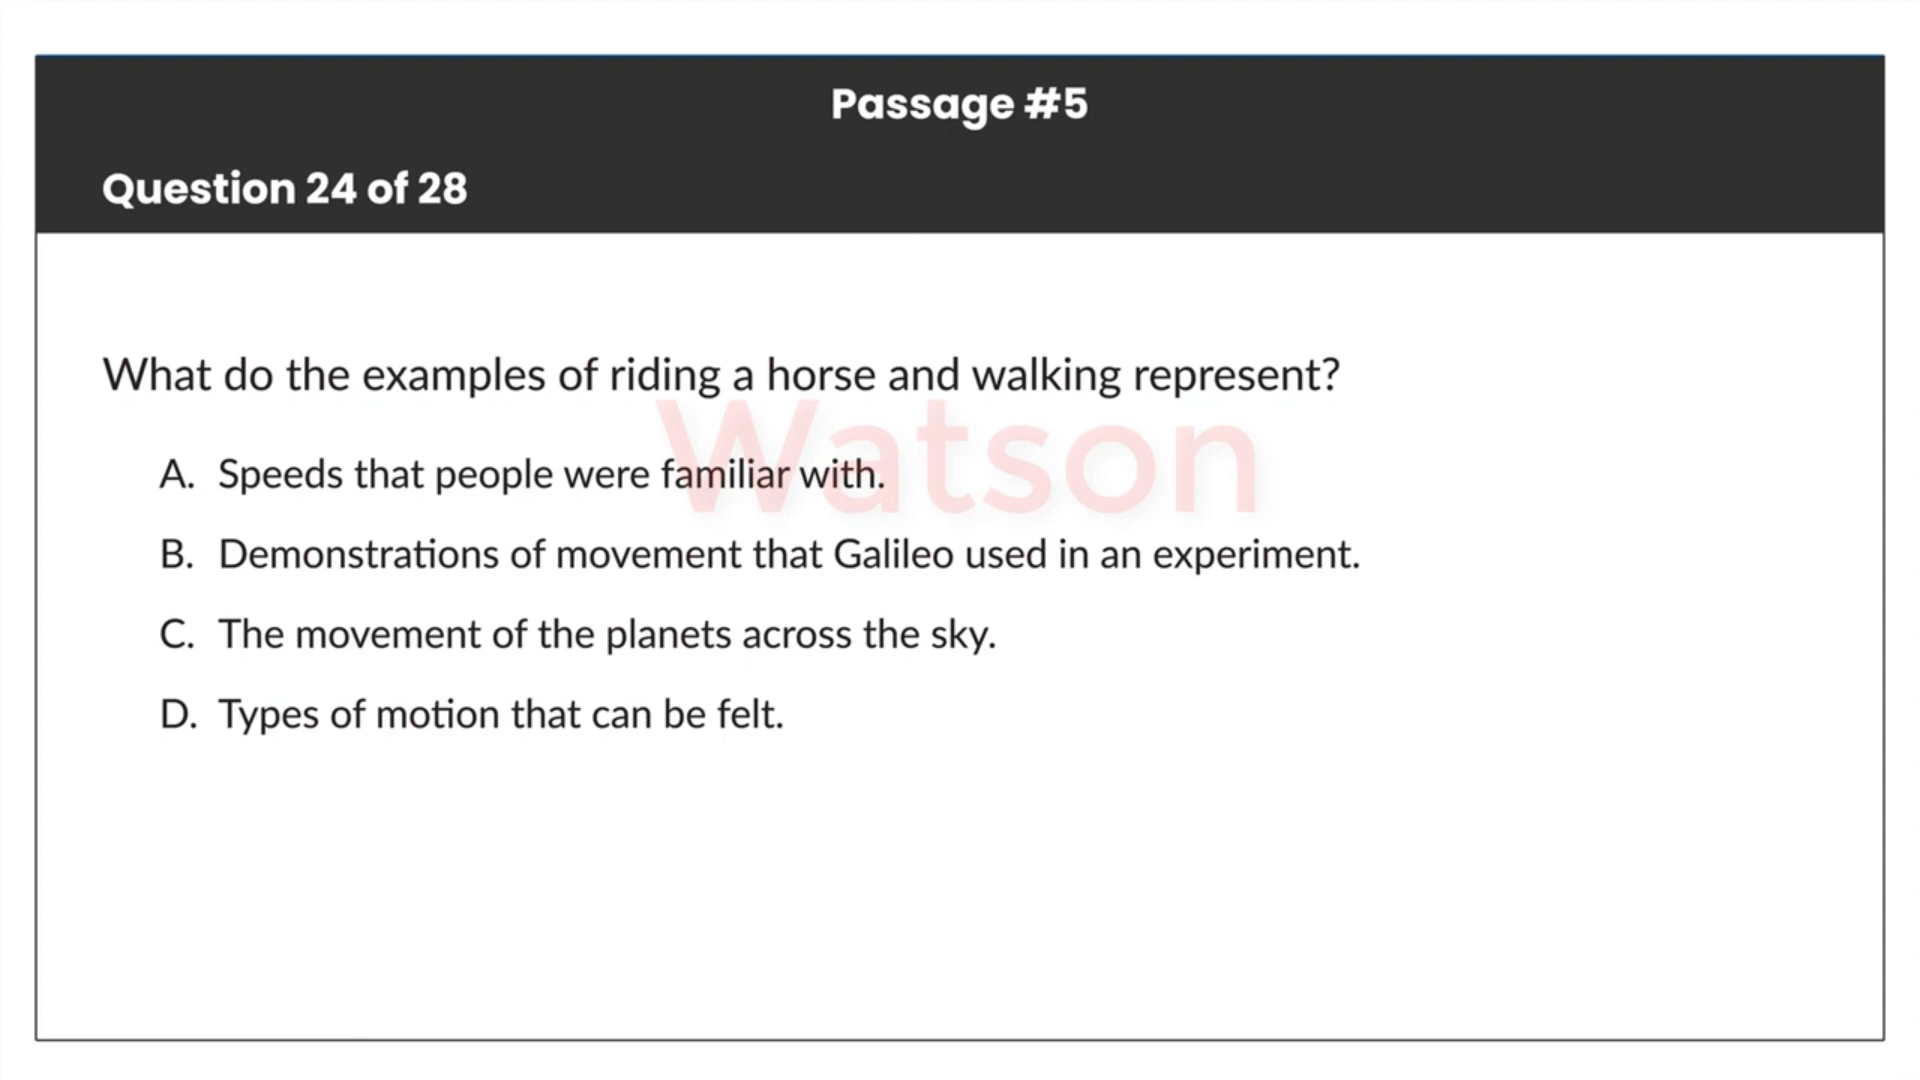 Passage #5
Question 24 of 28
What do the examples of riding a horse and walking represent?
Watson
A. Speeds that people were familiar with.
B. Demonstrations of movement that Galileo used in an experiment.
C. The movement of the planets across the sky.
D. Types of motion that can be felt.